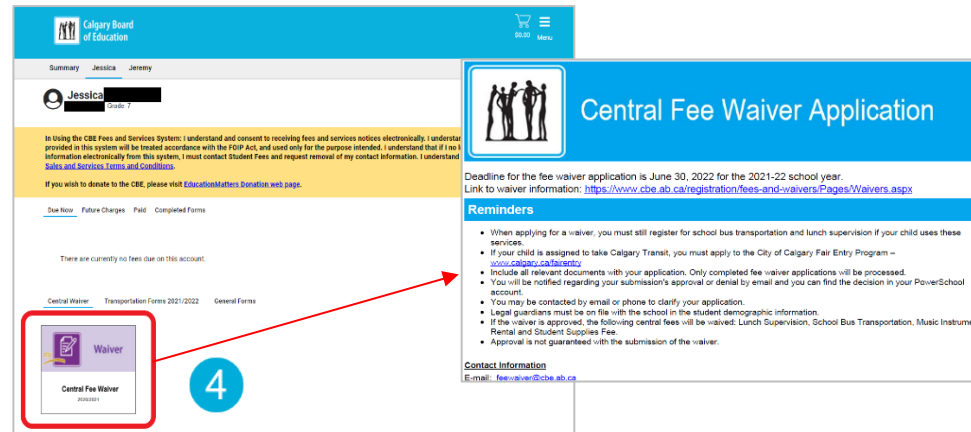 Calgary Board
of Education
$0.00 Menu
Summary Jessica Jeremy
Jessica
Grade: 7
In Using the CBE Fees and Services System: I understand and consent to receiving fees and services notices electronically. I understan
provided in this system will be treated accordance with the FOIP Act, and used only for the purpose intended. I understand that if I no l
information electronically from this system, I must contact Student Fees and request removal of my contact information. I understand
Sales and Services Terms and Conditions.
If you wish to donate to the CBE, please visit EducationMatters Donation web page.
Due Now Future Charges Paid Completed Forms
There are currently no fees due on this account.
Central Waiver Transportation Forms 2021/2022 General Forms
Waiver
Central Fee Waiver
2020/2021
4
Central Fee Waiver Application
Deadline for the fee waiver application is June 30, 2022 for the 2021-22 school year.
Link to waiver information: https://www.cbe.ab.ca/registration/fees-and-waivers/Pages/Waivers.aspx
Reminders
• When applying for a waiver, you must still register for school bus transportation and lunch supervision if your child uses these
services.
• If your child is assigned to take Calgary Transit, you must apply to the City of Calgary Fair Entry Program –
www.calgary.ca/fairentry
• Include all relevant documents with your application. Only completed fee waiver applications will be processed.
• You will be notified regarding your submission's approval or denial by email and you can find the decision in your PowerSchool
account.
• You may be contacted by email or phone to clarify your application.
• Legal guardians must be on file with the school in the student demographic information.
• If the waiver is approved, the following central fees will be waived: Lunch Supervision, School Bus Transportation, Music Instrume
Rental and Student Supplies Fee.
• Approval is not guaranteed with the submission of the waiver.
Contact Information
E-mail: feewaiver@cbe.ab.ca